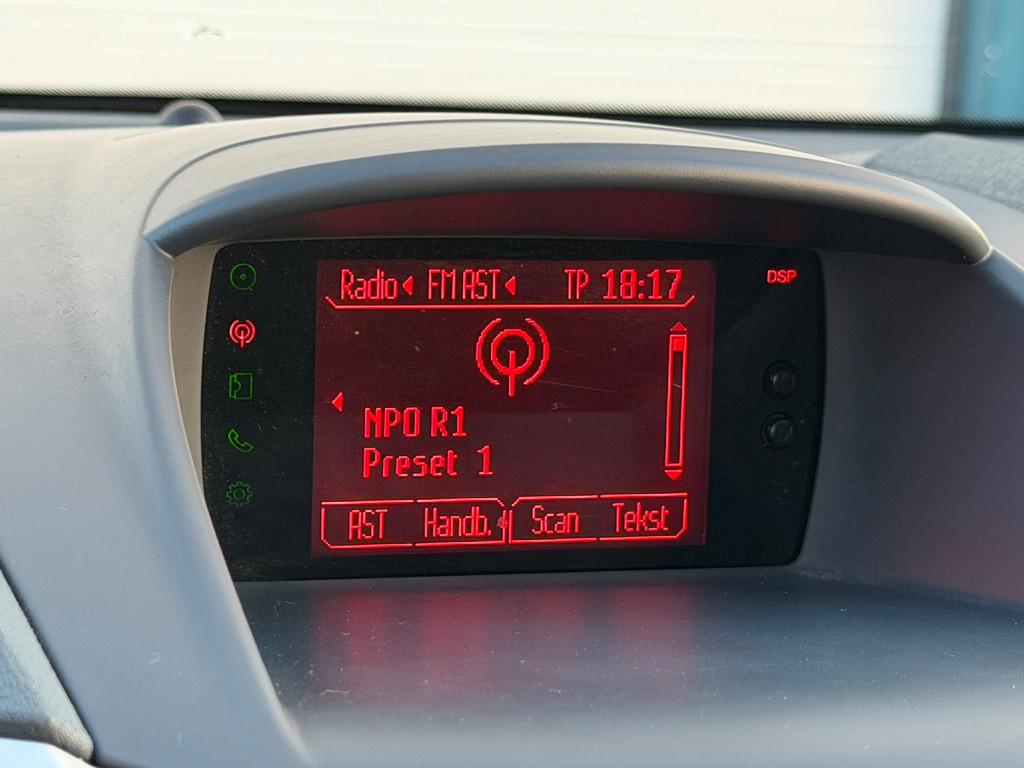 Radio FM AST TP 18:17
DSP
NPO R1
Preset 1
AST Handb. Scan Tekst